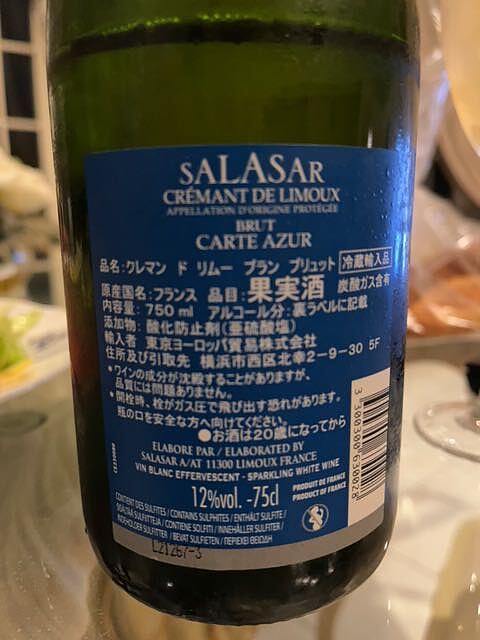 SALASAR
CRÉMANT DE LIMOUX
APPELLATION D'ORIGINE PROTÉGÉE
BRUT
CARTE AZUR
品名:クレマン ド リムー ブラン ブリュット 冷蔵輸入品
原産国名:フランス 品目:果実酒 炭酸ガス含有
内容量:750ml アルコール分:裏ラベルに記載
添加物:酸化防止剤(亜硫酸塩)
輸入者 東京ヨーロッパ貿易株式会社
住所及び引取先 横浜市西区北幸2-9-30 5F
・ワインの成分が沈殿することがありますが、
品質には問題ありません。
・開栓時、栓がガス圧で飛び出す恐れがあります。
瓶の口を安全な方へ向けてください。
●お酒は20歳になってから
ELABORE PAR / ELABORATED BY
SALASAR A/AT 11300 LIMOUX FRANCE
VIN BLANC EFFERVESCENT - SPARKLING WHITE WINE
12%vol. -75cl
PRODUIT DE FRANCE
PRODUCT OF FRANCE
CONTIENT DES SULFITES / CONTAINS SULPHITES / ENTHÄLT SULFITE /
SISÄLTÄÄ SULFIITTEJA / CONTIENE SOLFITI / INNEHÅLLER SULFITER /
INDEHOLDER SULFITTER / BEVAT SULFIETEN / ΠΕΡΙΕΧΕΙ ΘΕΙΩΔΗ
3300300630028
L21267-3